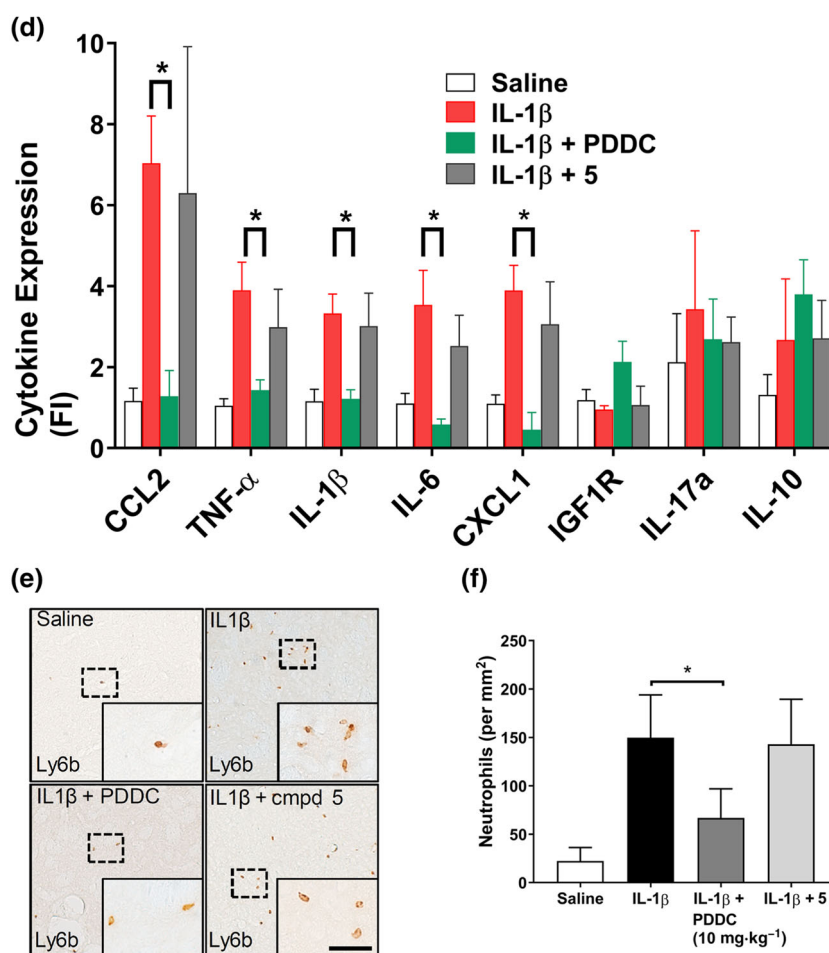 (d)
10
8
6
4
2
0
Cytokine Expression
(FI)
*
*
*
*
*
Saline
IL-1β
IL-1β + PDDC
IL-1β + 5
CCL2
TNF-α
IL-1β
IL-6
CXCL1
IGF1R
IL-17a
IL-10
(e)
Saline
Ly6b
IL1β
Ly6b
IL1β + PDDC
Ly6b
IL1β + cmpd 5
Ly6b
(f)
250
200
150
100
50
0
Neutrophils (per mm²)
*
Saline
IL-1β
IL-1β +
PDDC
(10 mg·kg⁻¹)
IL-1β + 5